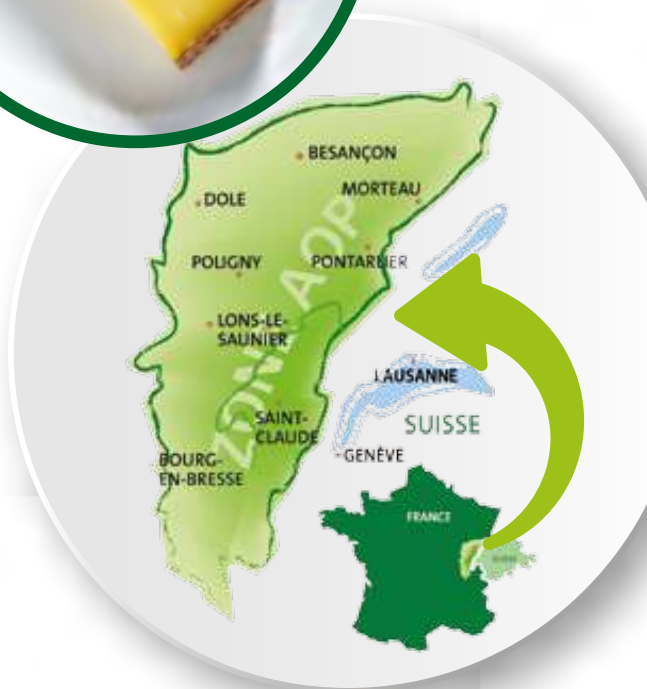 BESANÇON
MORTEAU
DOLE
POLIGNY
PONTARLIER
ZONE AOP
LONS-LE-
SAUNIER
LAUSANNE
SAINT-
CLAUDE
SUISSE
GENÈVE
BOURG-
EN-BRESSE
FRANCE